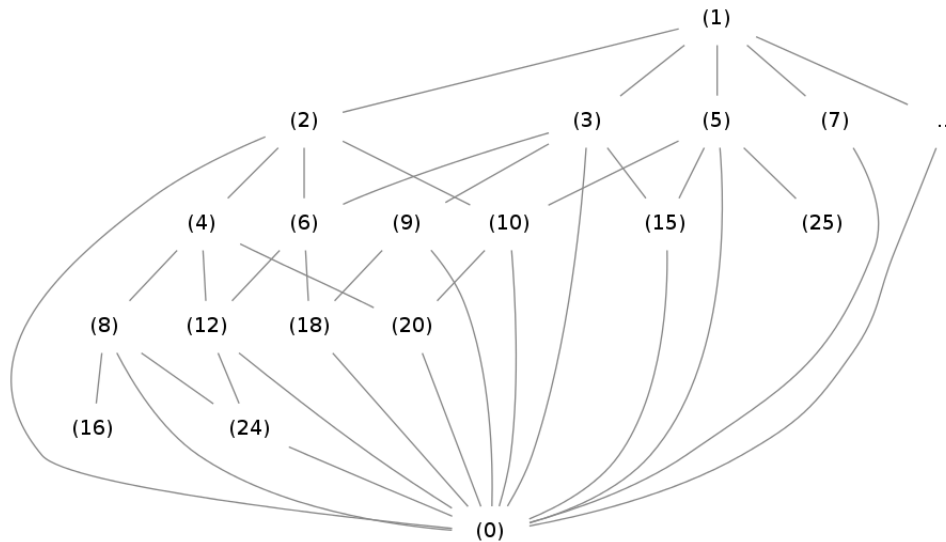 (1)
(2) (3) (5) (7) ..
(4) (6) (9) (10) (15) (25)
(8) (12) (18) (20)
(16) (24)
(0)